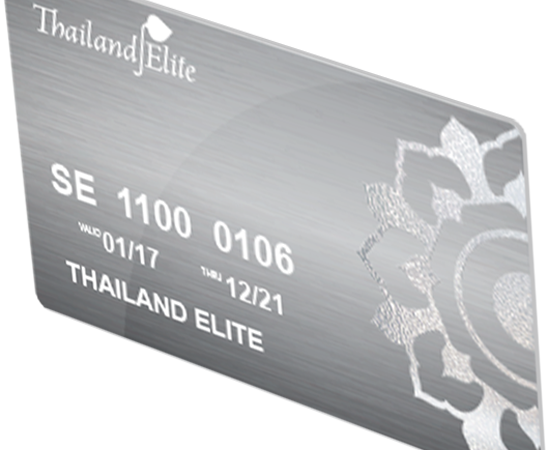 Thailand Elite
SE 1100 0106
VALID 01/17 THRU 12/21
THAILAND ELITE